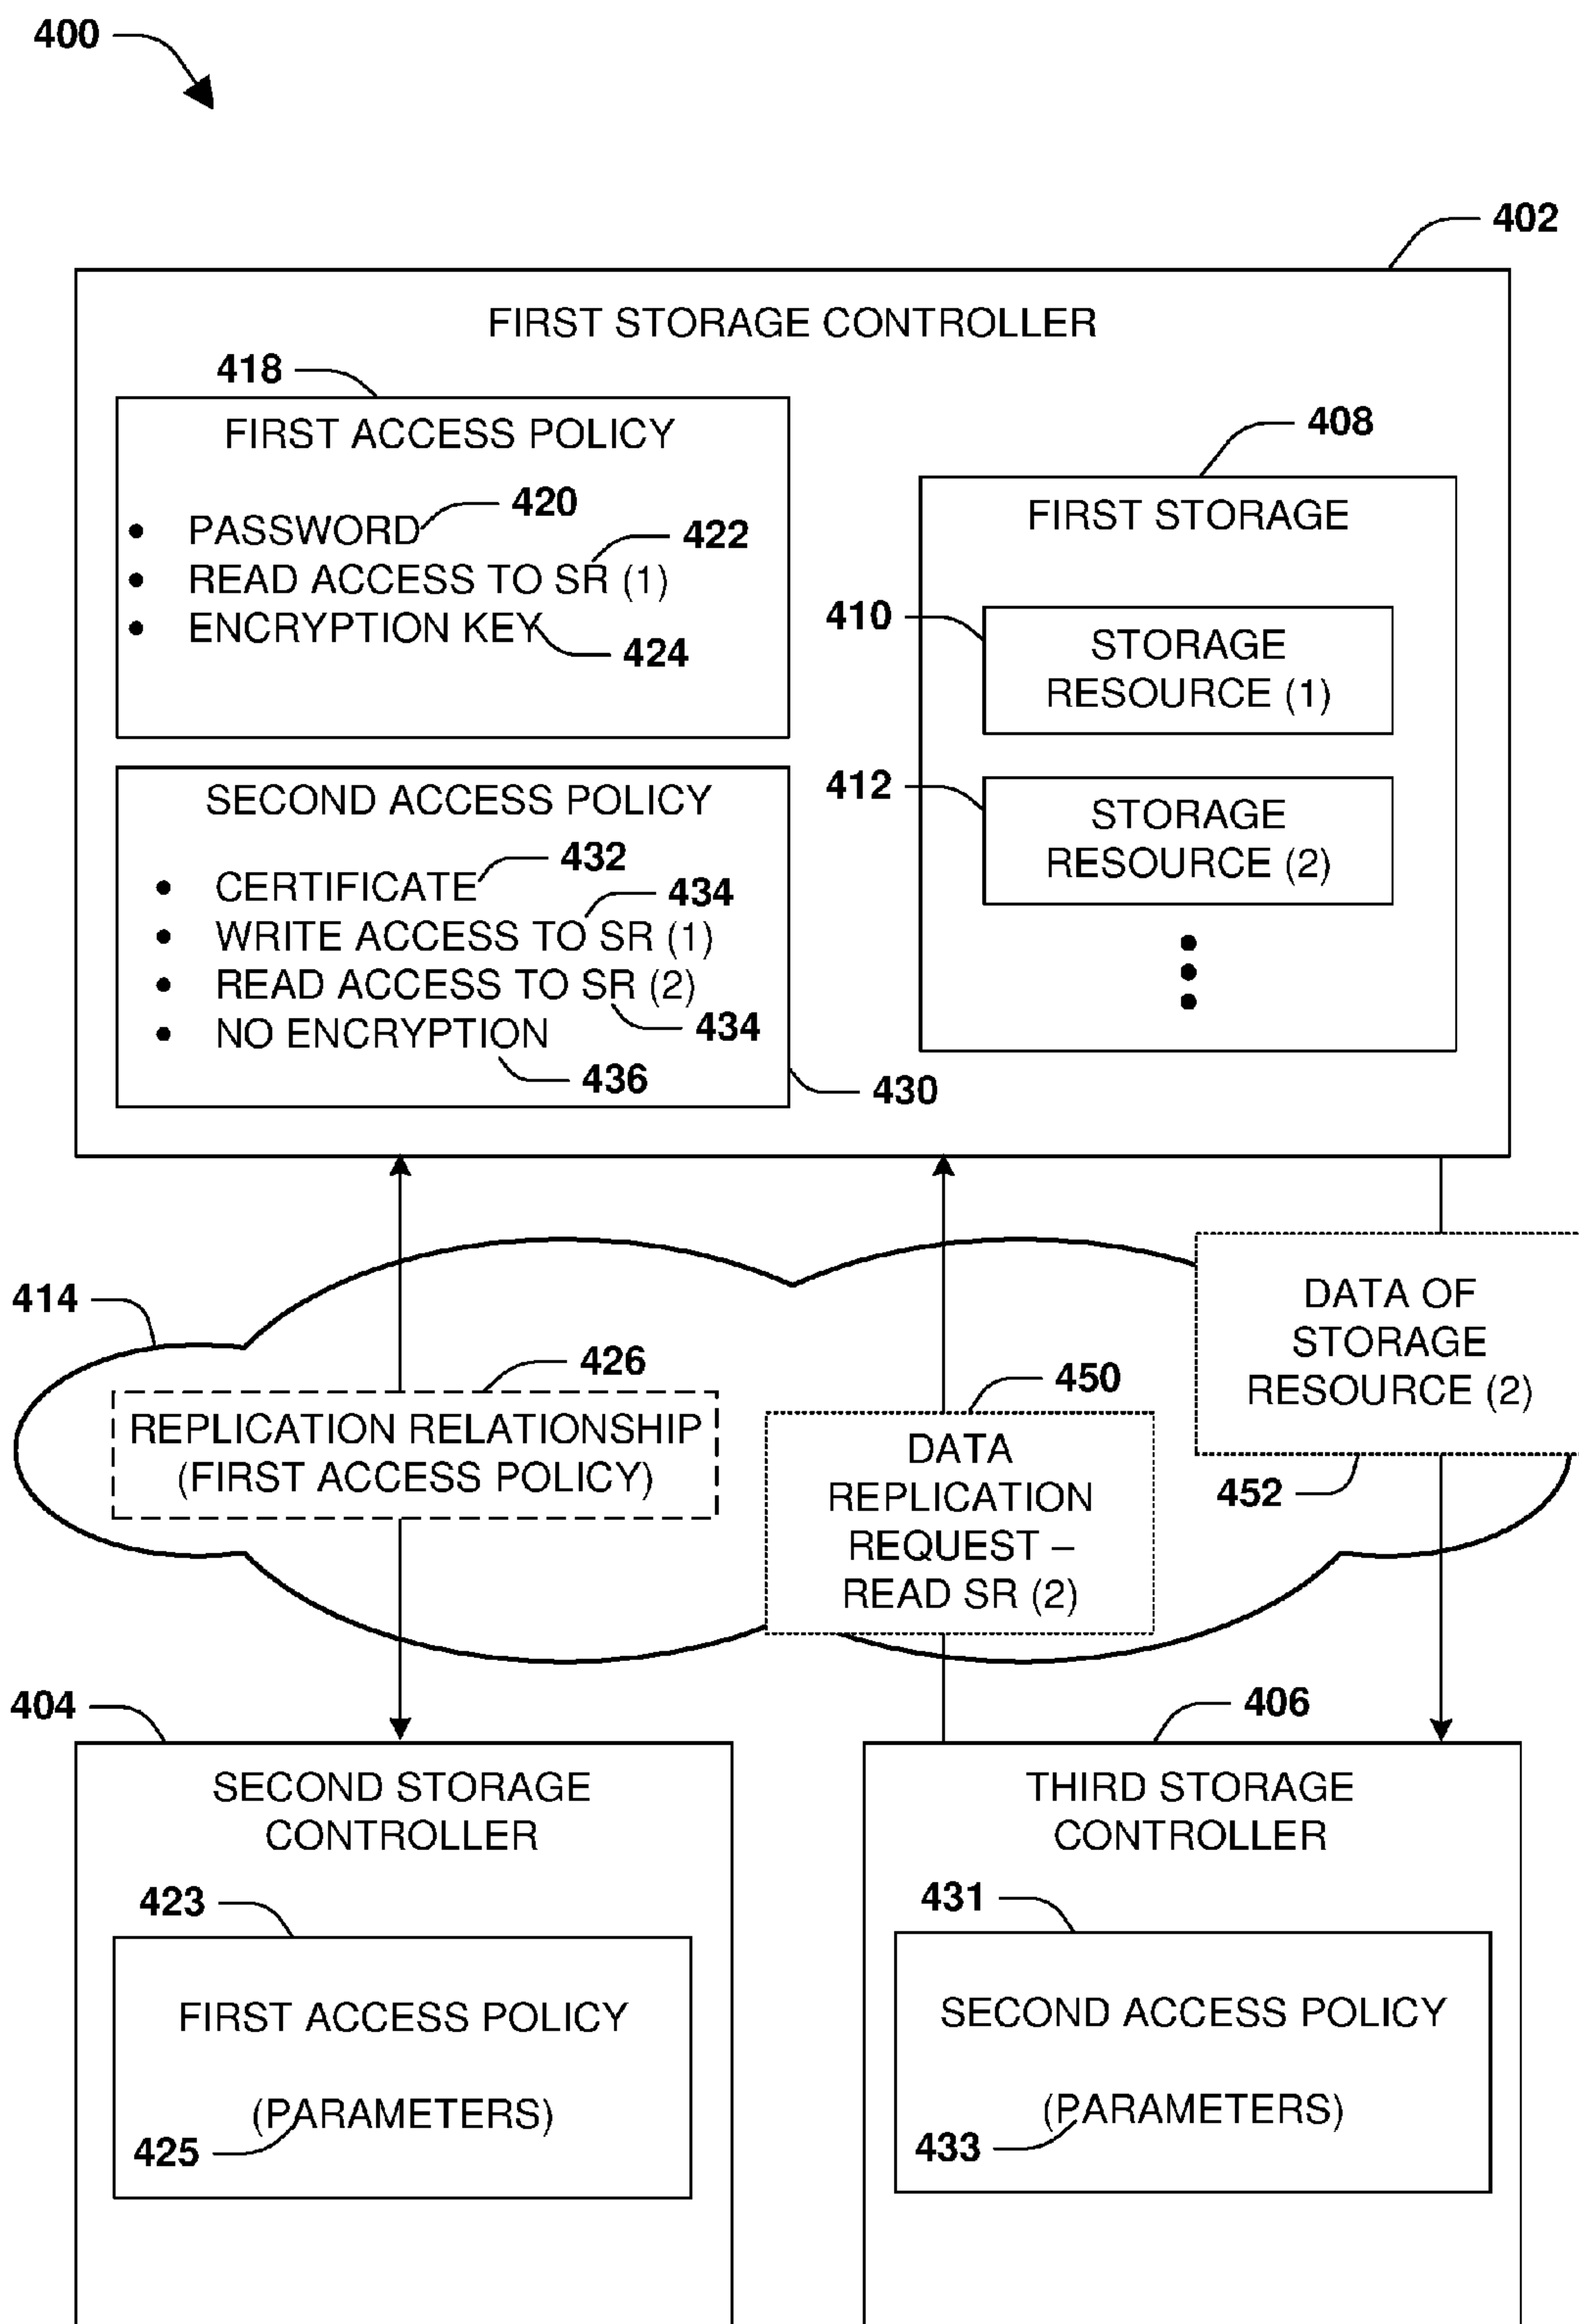 400
402
FIRST STORAGE CONTROLLER
418
FIRST ACCESS POLICY
420
• PASSWORD
422
• READ ACCESS TO SR (1)
• ENCRYPTION KEY
424
408
FIRST STORAGE
410
STORAGE
RESOURCE (1)
412
STORAGE
RESOURCE (2)
SECOND ACCESS POLICY
432
• CERTIFICATE
434
• WRITE ACCESS TO SR (1)
• READ ACCESS TO SR (2)
434
• NO ENCRYPTION
436
430
414
426
REPLICATION RELATIONSHIP
(FIRST ACCESS POLICY)
450
DATA
REPLICATION
REQUEST –
READ SR (2)
DATA OF
STORAGE
RESOURCE (2)
452
404
SECOND STORAGE
CONTROLLER
423
FIRST ACCESS POLICY
(PARAMETERS)
425
406
THIRD STORAGE
CONTROLLER
431
SECOND ACCESS POLICY
(PARAMETERS)
433